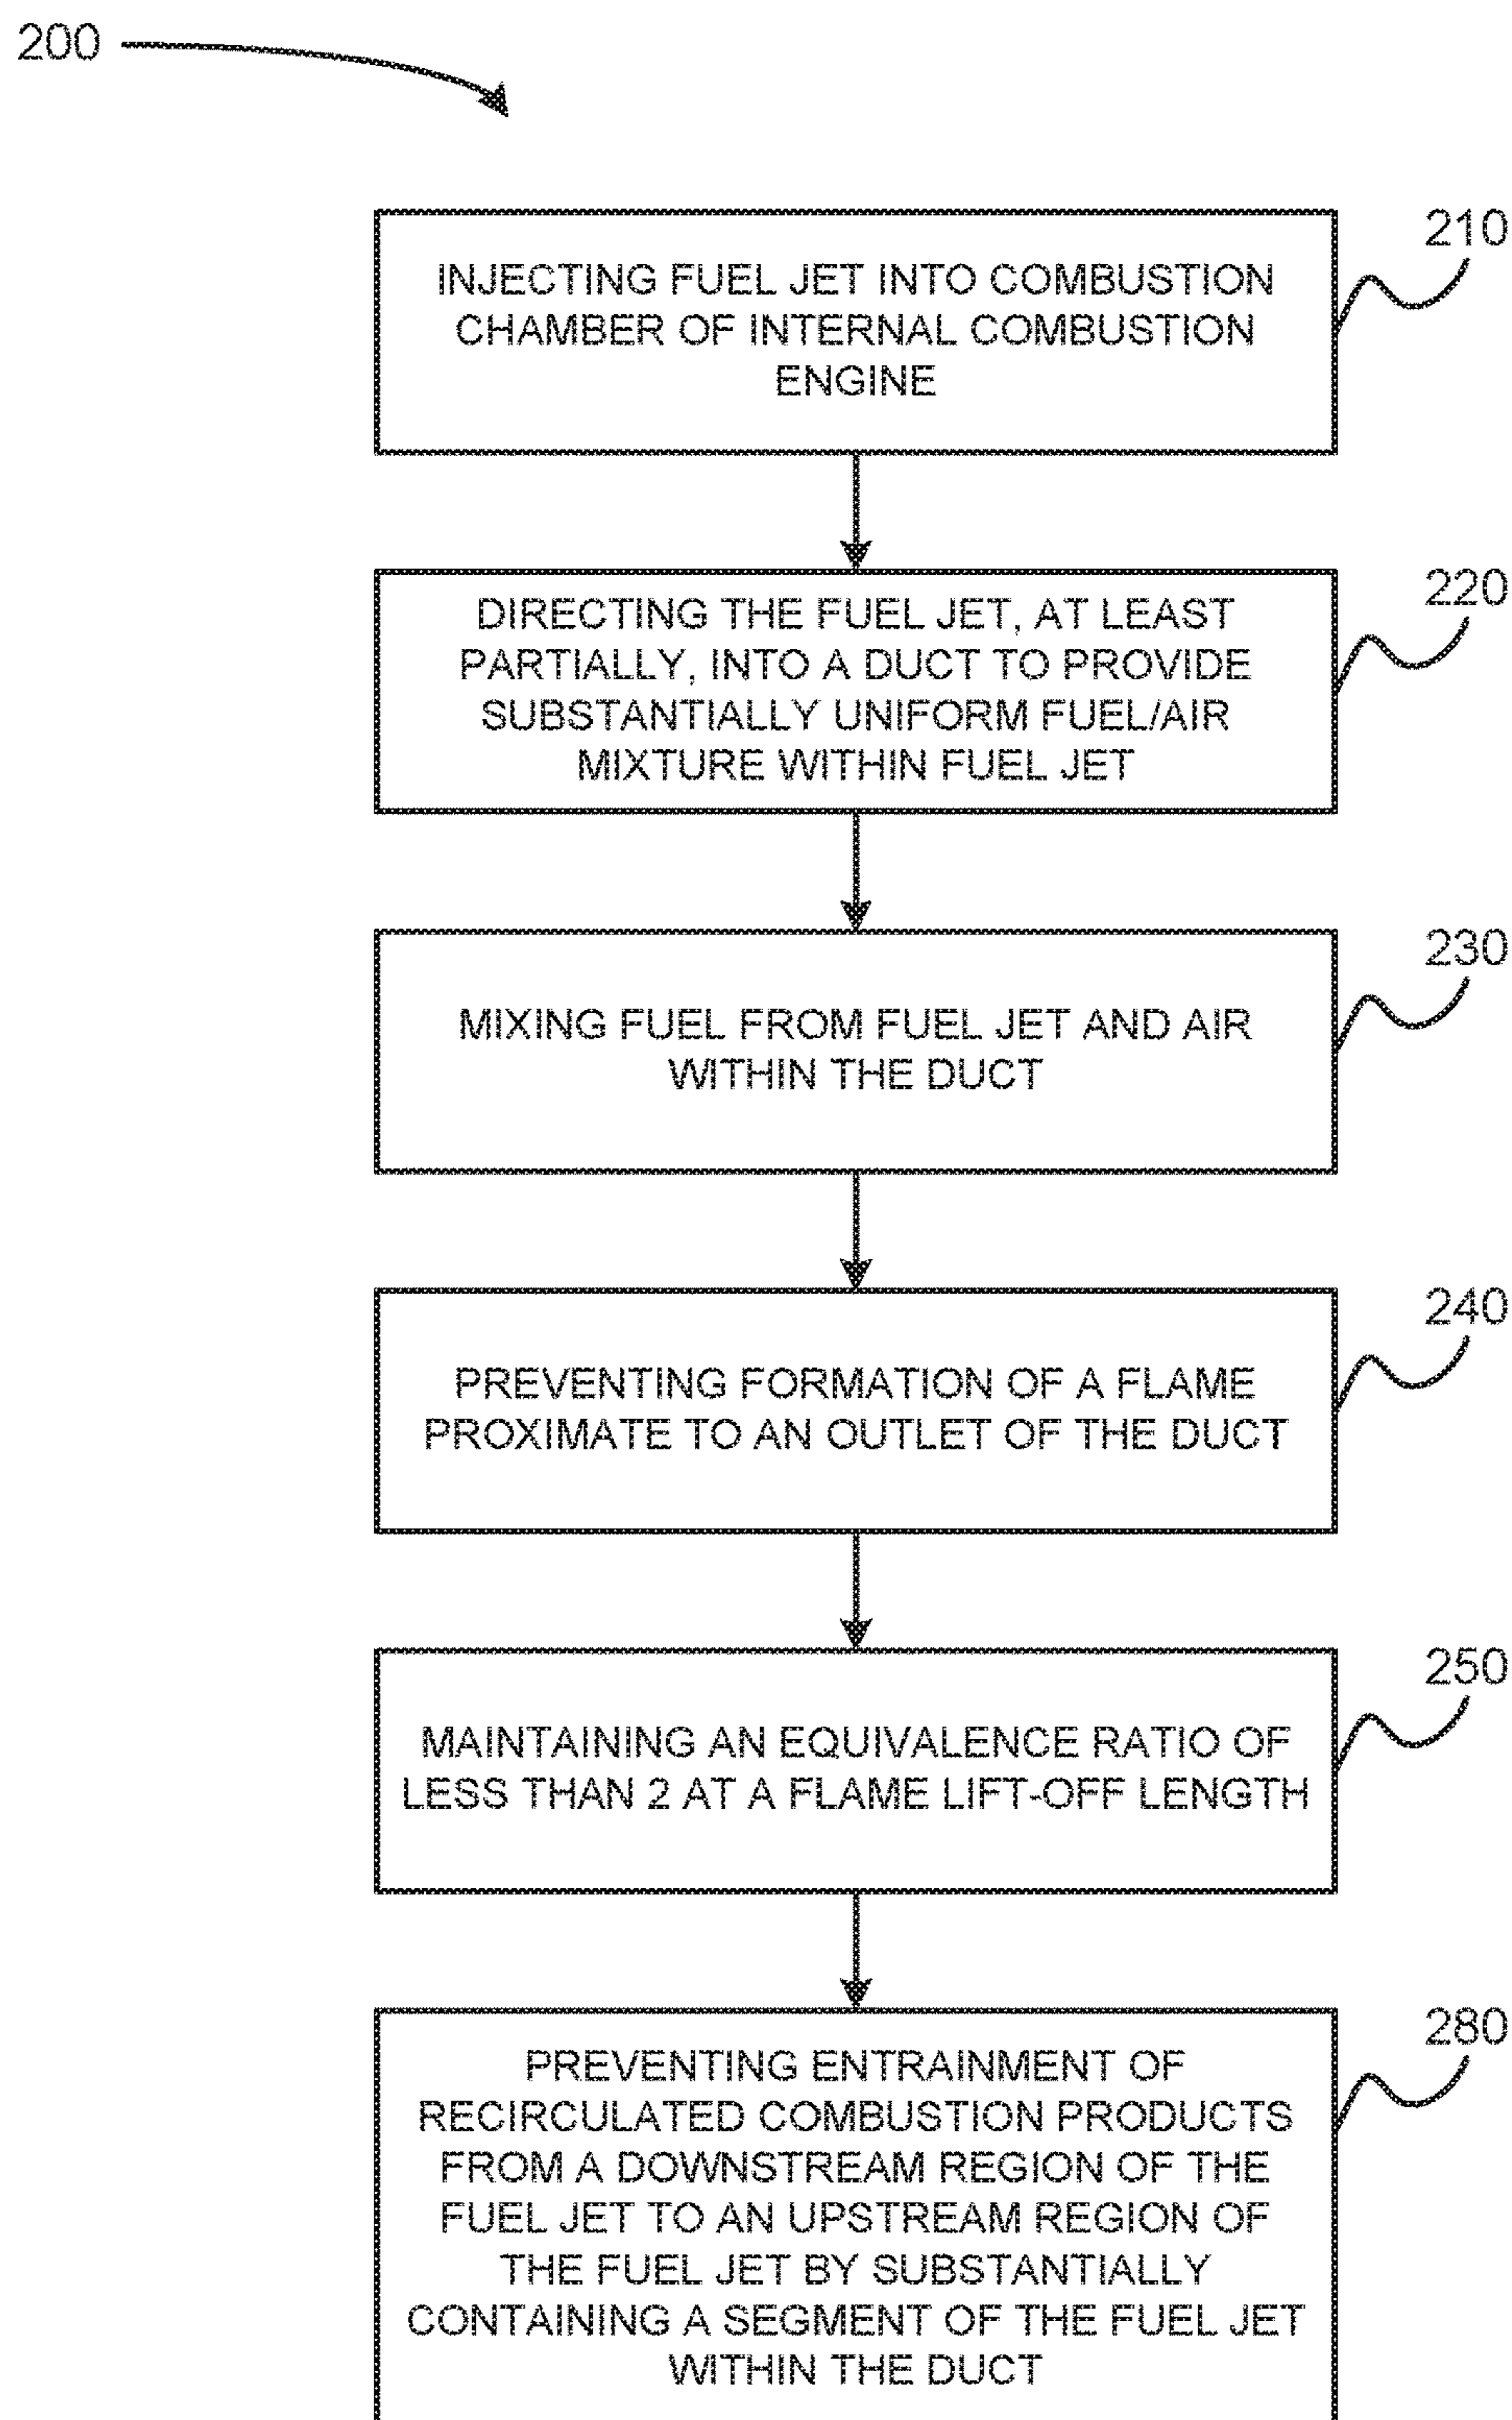 200
210
INJECTING FUEL JET INTO COMBUSTION
CHAMBER OF INTERNAL COMBUSTION
ENGINE
220
DIRECTING THE FUEL JET, AT LEAST
PARTIALLY, INTO A DUCT TO PROVIDE
SUBSTANTIALLY UNIFORM FUEL/AIR
MIXTURE WITHIN FUEL JET
230
MIXING FUEL FROM FUEL JET AND AIR
WITHIN THE DUCT
240
PREVENTING FORMATION OF A FLAME
PROXIMATE TO AN OUTLET OF THE DUCT
250
MAINTAINING AN EQUIVALENCE RATIO OF
LESS THAN 2 AT A FLAME LIFT-OFF LENGTH
280
PREVENTING ENTRAINMENT OF
RECIRCULATED COMBUSTION PRODUCTS
FROM A DOWNSTREAM REGION OF THE
FUEL JET TO AN UPSTREAM REGION OF
THE FUEL JET BY SUBSTANTIALLY
CONTAINING A SEGMENT OF THE FUEL JET
WITHIN THE DUCT